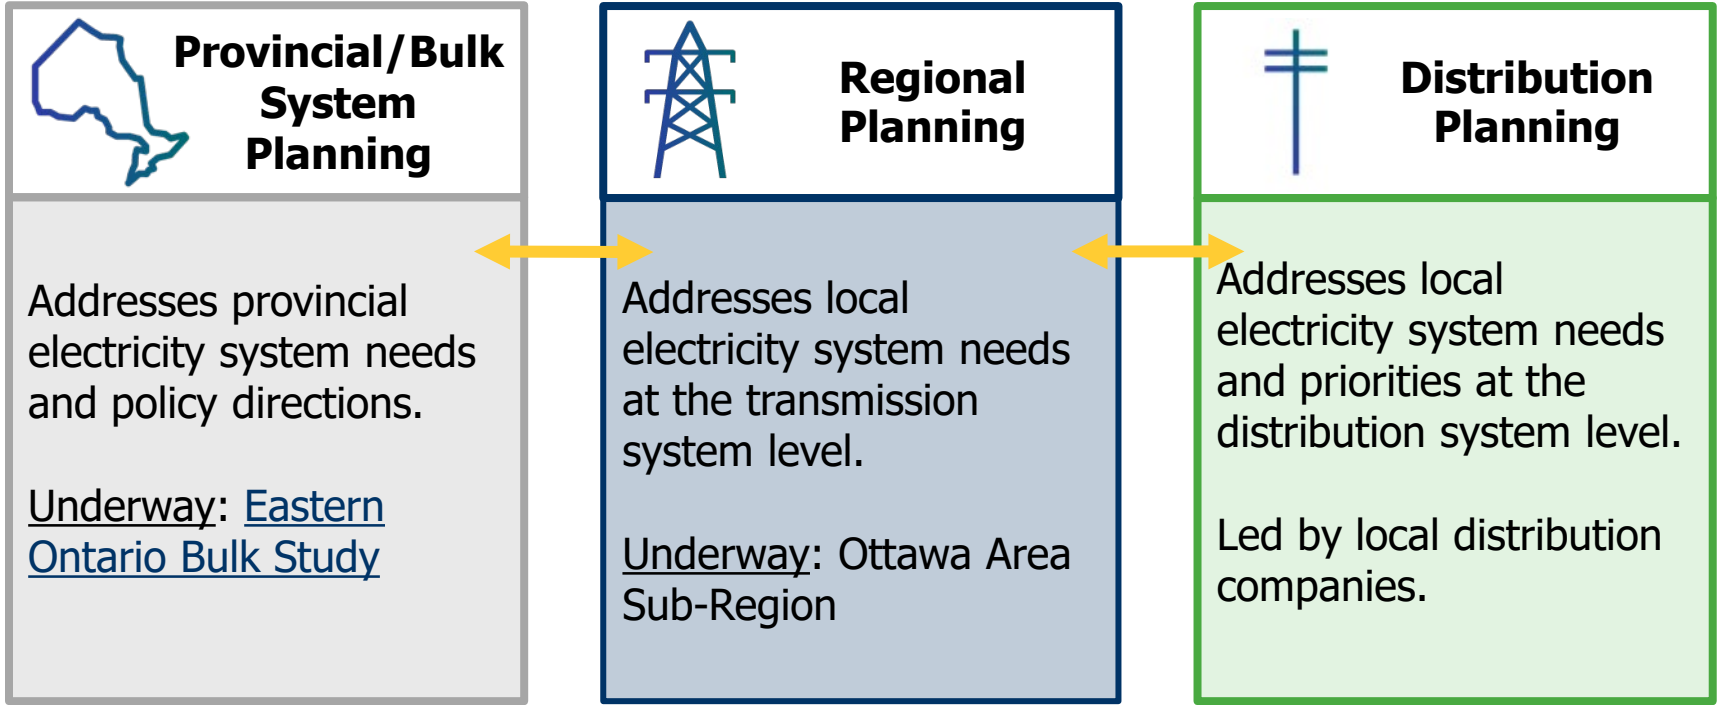 Provincial/Bulk
System
Planning
Addresses provincial
electricity system needs
and policy directions.
Underway: Eastern
Ontario Bulk Study
Regional
Planning
Addresses local
electricity system needs
at the transmission
system level.
Underway: Ottawa Area
Sub-Region
Distribution
Planning
Addresses local
electricity system needs
and priorities at the
distribution system level.
Led by local distribution
companies.